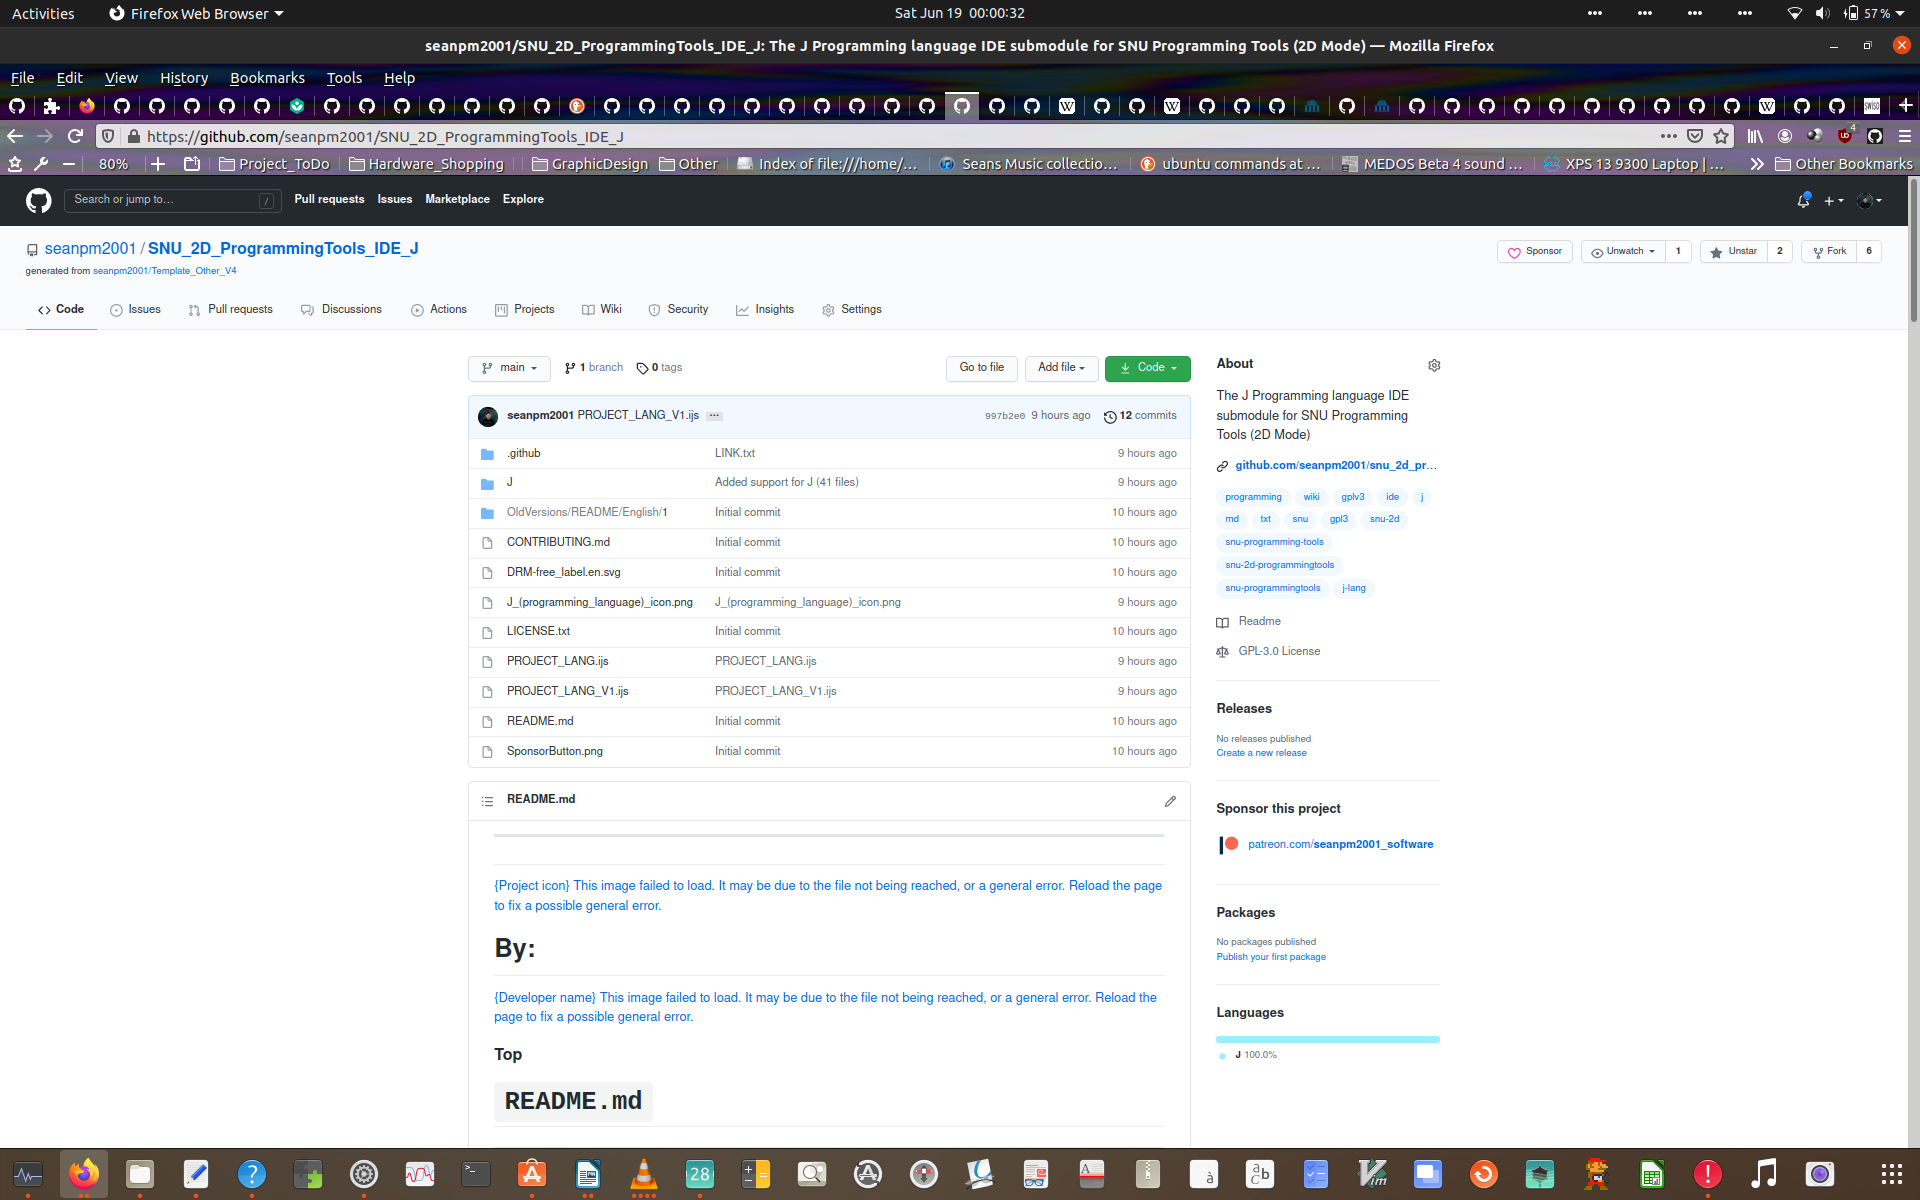 Activities
Firefox Web Browser
Sat Jun 19 00:00:32
57 %
seanpm2001/SNU_2D_ProgrammingTools_IDE_J: The J Programming language IDE submodule for SNU Programming Tools (2D Mode) — Mozilla Firefox
File Edit View History Bookmarks Tools Help
https://github.com/seanpm2001/SNU_2D_ProgrammingTools_IDE_J
4
80%
Project_ToDo
Hardware_Shopping
GraphicDesign
Other
Index of file:///home/...
Seans Music collectio...
ubuntu commands at ...
MEDOS Beta 4 sound ...
XPS 13 9300 Laptop | ...
Other Bookmarks
Search or jump to...
/
Pull requests Issues Marketplace Explore
seanpm2001 / SNU_2D_ProgrammingTools_IDE_J
Sponsor
Unwatch 1
Unstar 2
Fork 6
generated from seanpm2001/Template_Other_V4
Code Issues Pull requests Discussions Actions Projects Wiki Security Insights Settings
main
1 branch
0 tags
Go to file
Add file
Code
seanpm2001 PROJECT_LANG_V1.ijs ... 997b2e0 9 hours ago 12 commits
.github LINK.txt 9 hours ago
J Added support for J (41 files) 9 hours ago
OldVersions/README/English/1 Initial commit 10 hours ago
CONTRIBUTING.md Initial commit 10 hours ago
DRM-free_label.en.svg Initial commit 10 hours ago
J_(programming_language)_icon.png J_(programming_language)_icon.png 9 hours ago
LICENSE.txt Initial commit 10 hours ago
PROJECT_LANG.ijs PROJECT_LANG.ijs 9 hours ago
PROJECT_LANG_V1.ijs PROJECT_LANG_V1.ijs 9 hours ago
README.md Initial commit 10 hours ago
SponsorButton.png Initial commit 10 hours ago
README.md
{Project icon} This image failed to load. It may be due to the file not being reached, or a general error. Reload the page
to fix a possible general error.
By:
{Developer name} This image failed to load. It may be due to the file not being reached, or a general error. Reload the
page to fix a possible general error.
Top
README.md
About
The J Programming language IDE
submodule for SNU Programming
Tools (2D Mode)
github.com/seanpm2001/snu_2d_pr...
programming wiki gplv3 ide j
md txt snu gpl3 snu-2d
snu-programming-tools
snu-2d-programmingtools
snu-programmingtools j-lang
Readme
GPL-3.0 License
Releases
No releases published
Create a new release
Sponsor this project
patreon.com/seanpm2001_software
Packages
No packages published
Publish your first package
Languages
J 100.0%
28